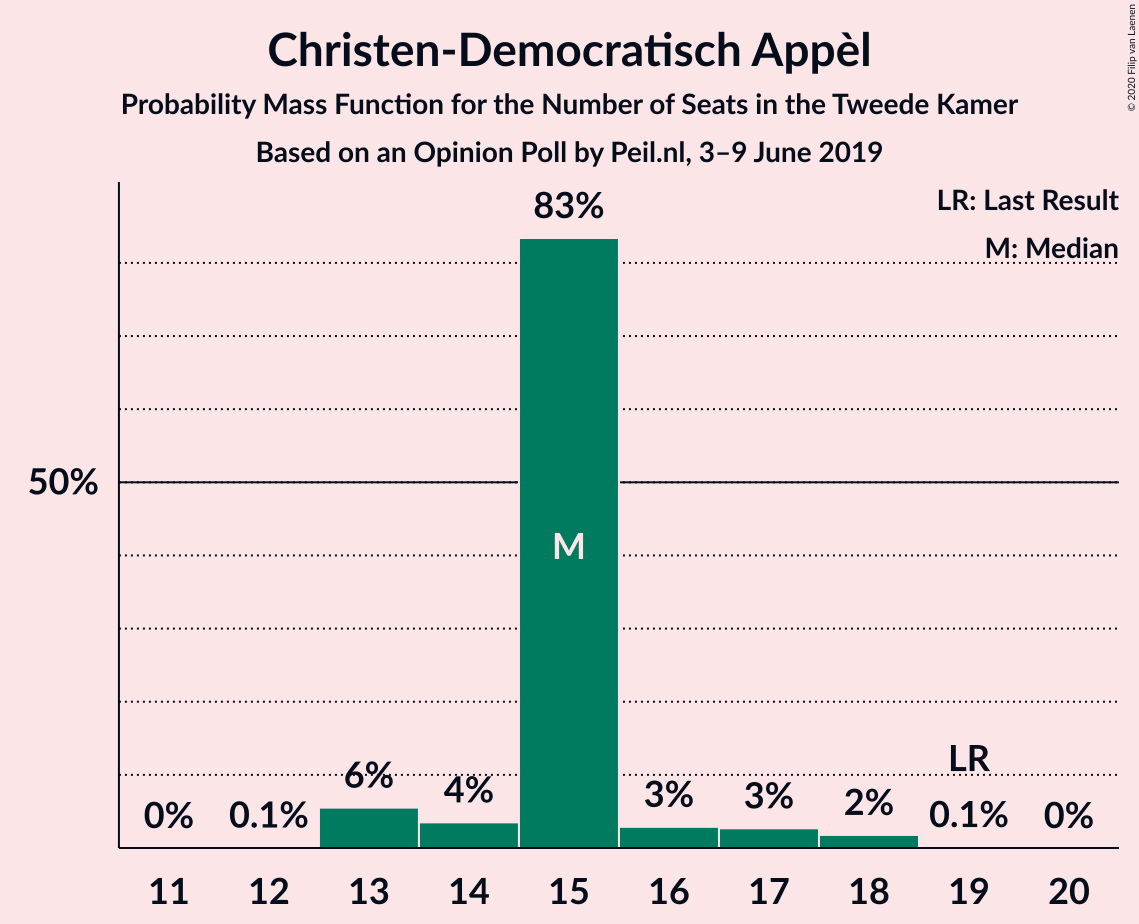 Christen-Democratisch Appèl
Probability Mass Function for the Number of Seats in the Tweede Kamer
Based on an Opinion Poll by Peil.nl, 3–9 June 2019
© 2020 Filip van Laenen
LR: Last Result
M: Median
83%
50%
M
LR
0%
0.1%
6%
4%
3%
3%
2%
0.1%
0%
11 12 13 14 15 16 17 18 19 20